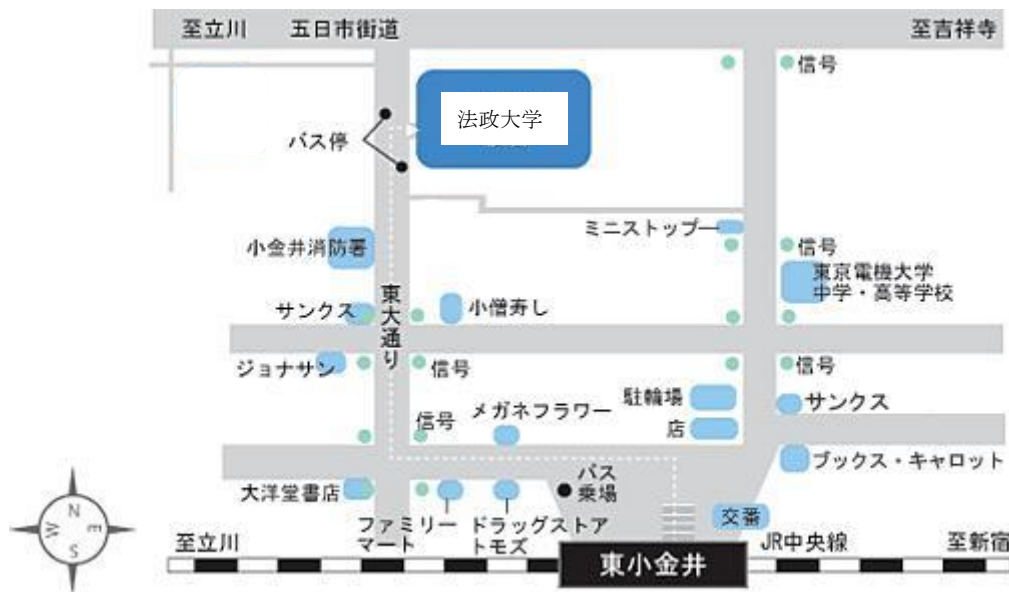 至立川
五日市街道
至吉祥寺
信号
法政大学
バス停
ミニストップ
小金井消防署
信号
東京電機大学
中学・高等学校
サンクス
東大通り
小僧寿し
ジョナサン
信号
信号
駐輪場
サンクス
信号
メガネフラワー
店
ブックス・キャロット
大洋堂書店
バス
乗場
ファミリー
マート
ドラッグストア
トモズ
交番
N
W
E
S
至立川
東小金井
JR中央線
至新宿